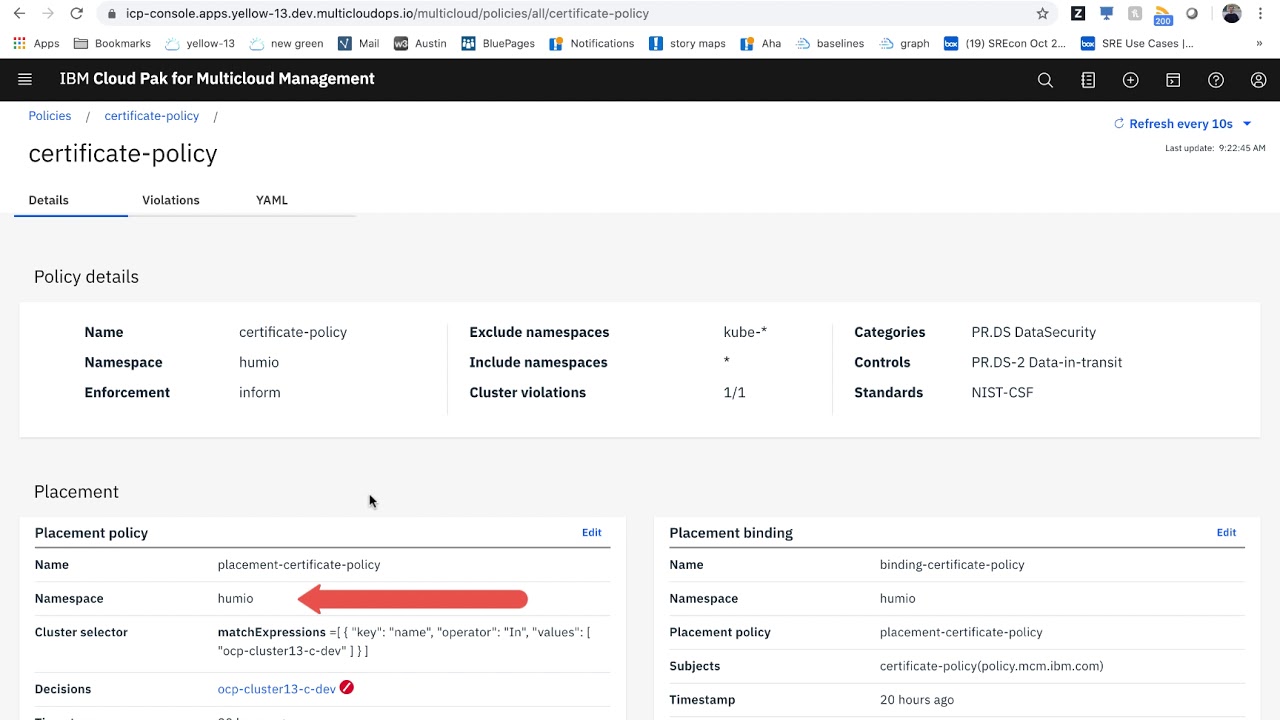 icp-console.apps.yellow-13.dev.multicloudops.io/multicloud/policies/all/certificate-policy
Z
200
Apps Bookmarks yellow-13 new green Mail w3 Austin BluePages Notifications story maps Aha baselines graph box (19) SREcon Oct 2... box SRE Use Cases |... »
IBM Cloud Pak for Multicloud Management
Policies / certificate-policy /
Refresh every 10s
certificate-policy
Last update: 9:22:45 AM
Details Violations YAML
Policy details
Name certificate-policy Exclude namespaces kube-* Categories PR.DS DataSecurity
Namespace humio Include namespaces * Controls PR.DS-2 Data-in-transit
Enforcement inform Cluster violations 1/1 Standards NIST-CSF
Placement
Placement policy Edit
Name placement-certificate-policy
Namespace humio
Cluster selector matchExpressions =[ { "key": "name", "operator": "In", "values": [
"ocp-cluster13-c-dev" ] } ]
Decisions ocp-cluster13-c-dev
Placement binding Edit
Name binding-certificate-policy
Namespace humio
Placement policy placement-certificate-policy
Subjects certificate-policy(policy.mcm.ibm.com)
Timestamp 20 hours ago